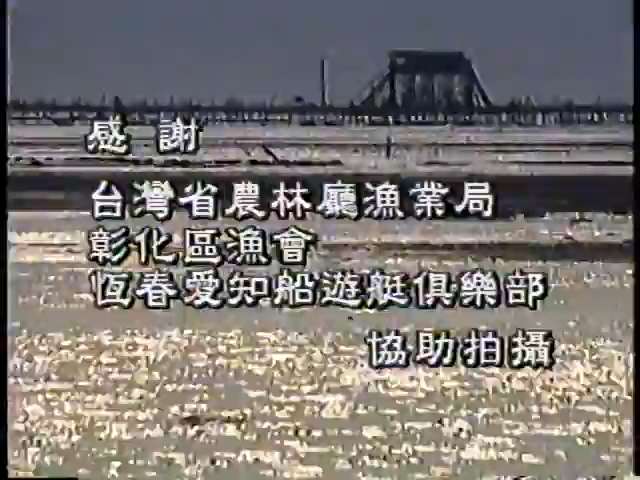 感謝
台灣省農林廳漁業局
彰化區漁會
恆春愛知船遊艇俱樂部
協助拍攝